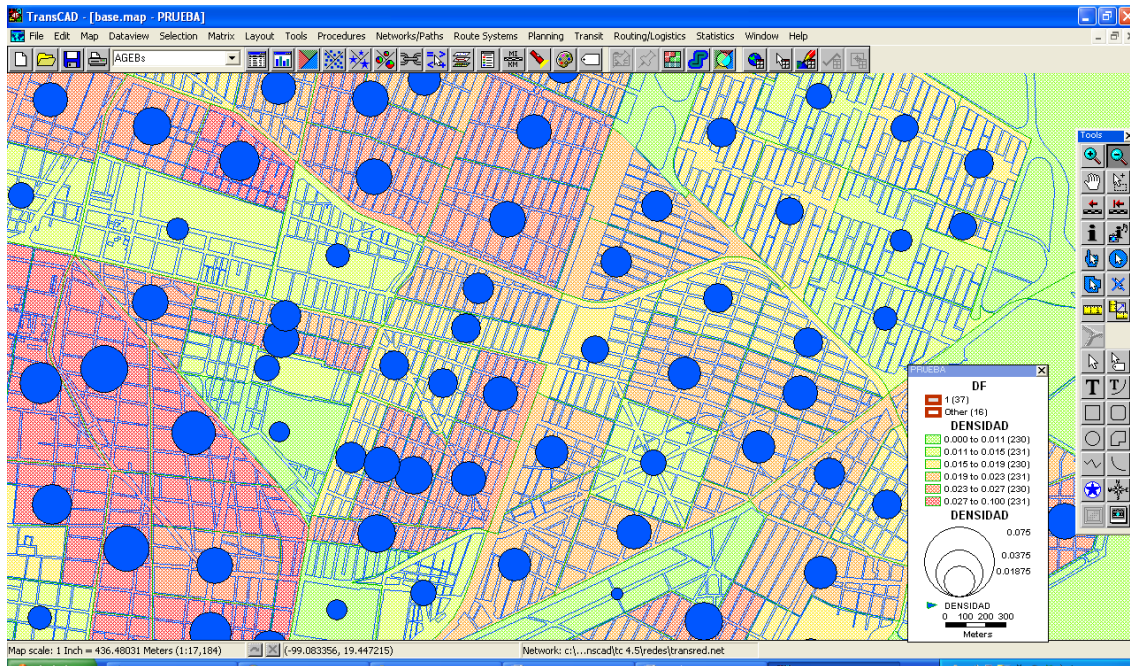 TransCAD - [base.map - PRUEBA]
File Edit Map Dataview Selection Matrix Layout Tools Procedures Networks/Paths Route Systems Planning Transit Routing/Logistics Statistics Window Help
AGEBs
MI
KM
Tools
PRUEBA
DF
1 (37)
Other (16)
DENSIDAD
0.000 to 0.011 (230)
0.011 to 0.015 (231)
0.015 to 0.019 (230)
0.019 to 0.023 (231)
0.023 to 0.027 (230)
0.027 to 0.100 (231)
DENSIDAD
0.075
0.0375
0.01875
DENSIDAD
0 100 200 300
Meters
Map scale: 1 Inch = 436.48031 Meters (1:17,184) (-99.083356, 19.447215) Network: c:\...nscad\tc 4.5\redes\transred.net